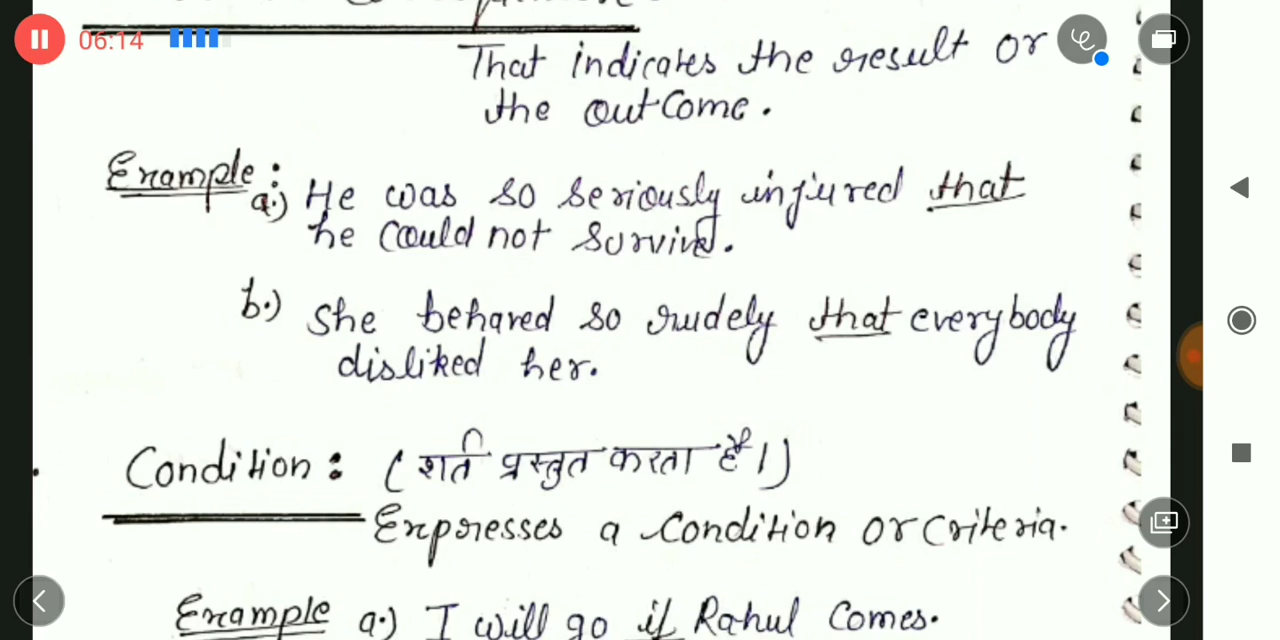 06:14
That indicates the result or
the outcome.
Example:
a.) He was so seriously injured that
he could not survive.
b.) She behaved so rudely that everybody
disliked her.
Condition: (शर्त प्रस्तुत करता है।)
Expresses a condition or criteria.
Example a.) I will go if Rahul comes.